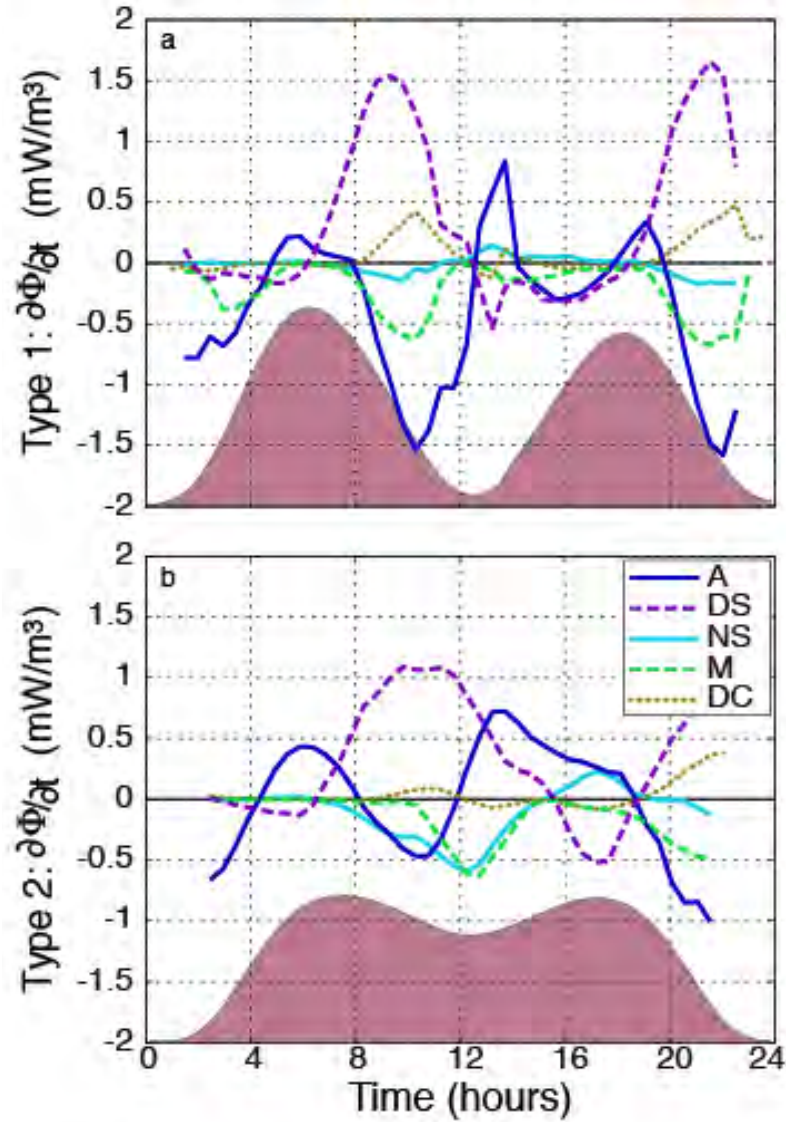 a
2
1.5
1
0.5
0
-0.5
-1
-1.5
-2
Type 1: ∂Φ/∂t (mW/m³)
b
2
1.5
1
0.5
0
-0.5
-1
-1.5
-2
Type 2: ∂Φ/∂t (mW/m³)
A
DS
NS
M
DC
0 4 8 12 16 20 24
Time (hours)